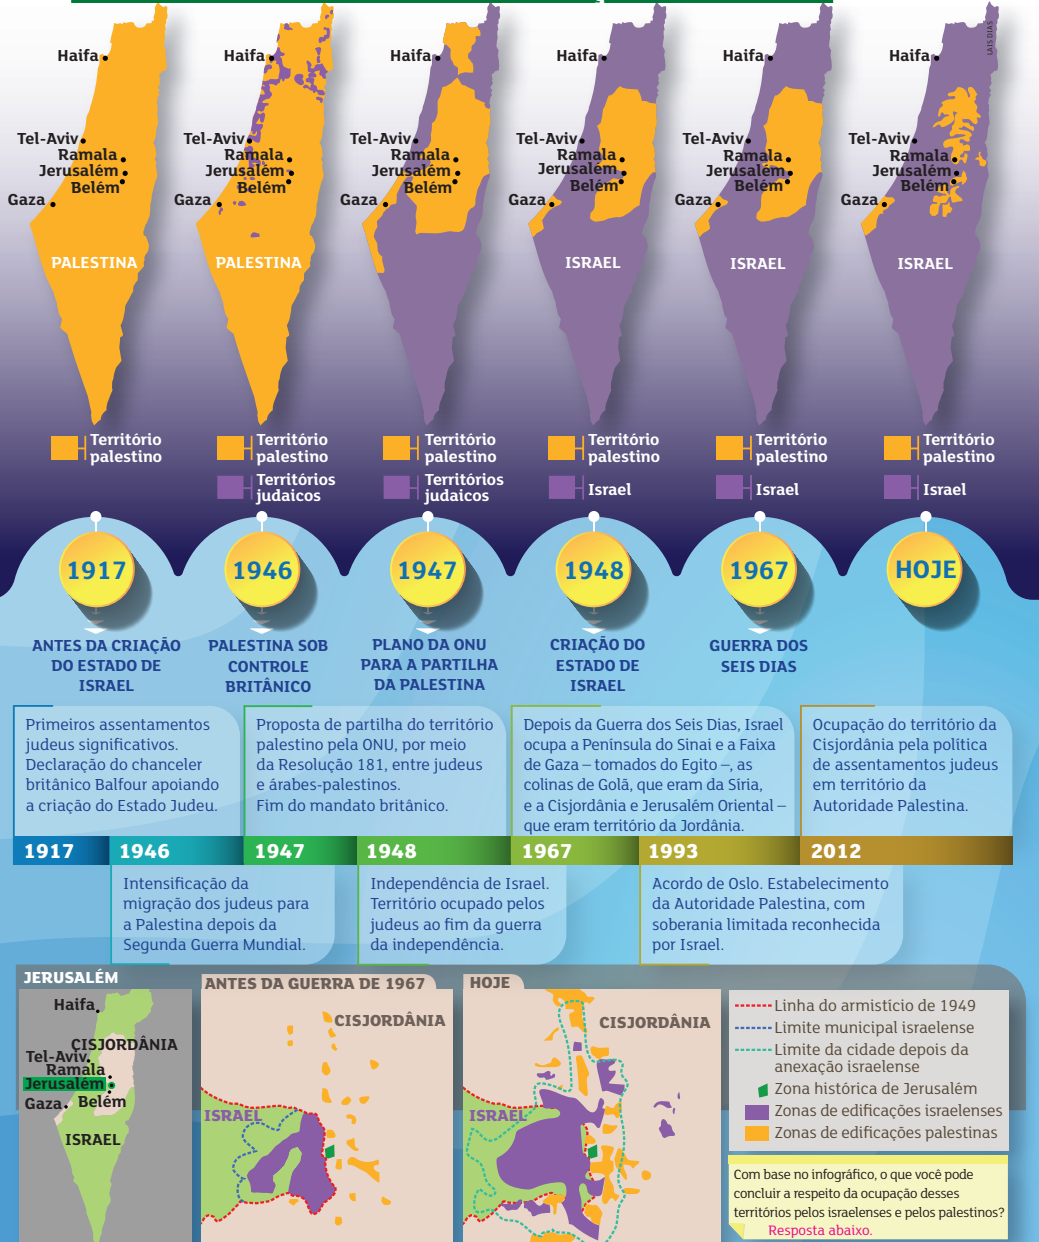 LAIS DIAS
Haifa
Tel-Aviv
Ramala
Jerusalém
Belém
Gaza
PALESTINA
Haifa
Tel-Aviv
Ramala
Jerusalém
Belém
Gaza
PALESTINA
Haifa
Tel-Aviv
Ramala
Jerusalém
Belém
Gaza
Haifa
Tel-Aviv
Ramala
Jerusalém
Belém
Gaza
ISRAEL
Haifa
Tel-Aviv
Ramala
Jerusalém
Belém
Gaza
ISRAEL
Haifa
Tel-Aviv
Ramala
Jerusalém
Belém
Gaza
ISRAEL
Território
palestino
Território
palestino
Territórios
judaicos
Território
palestino
Territórios
judaicos
Território
palestino
Israel
Território
palestino
Israel
Território
palestino
Israel
1917
1946
1947
1948
1967
HOJE
ANTES DA CRIAÇÃO
DO ESTADO DE
ISRAEL
PALESTINA SOB
CONTROLE
BRITÂNICO
PLANO DA ONU
PARA A PARTILHA
DA PALESTINA
CRIAÇÃO DO
ESTADO DE
ISRAEL
GUERRA DOS
SEIS DIAS
Primeiros assentamentos
judeus significativos.
Declaração do chanceler
britânico Balfour apoiando
a criação do Estado Judeu.
Proposta de partilha do território
palestino pela ONU, por meio
da Resolução 181, entre judeus
e árabes-palestinos.
Fim do mandato britânico.
Depois da Guerra dos Seis Dias, Israel
ocupa a Península do Sinai e a Faixa
de Gaza – tomados do Egito –, as
colinas de Golã, que eram da Síria,
e a Cisjordânia e Jerusalém Oriental –
que eram território da Jordânia.
Ocupação do território da
Cisjordânia pela política
de assentamentos judeus
em território da
Autoridade Palestina.
1917
1946
1947
1948
1967
1993
2012
Intensificação da
migração dos judeus para
a Palestina depois da
Segunda Guerra Mundial.
Independência de Israel.
Território ocupado pelos
judeus ao fim da guerra
da independência.
Acordo de Oslo. Estabelecimento
da Autoridade Palestina, com
soberania limitada reconhecida
por Israel.
JERUSALÉM
Haifa
CISJORDÂNIA
Tel-Aviv
Ramala
Jerusalém
Gaza
Belém
ISRAEL
ANTES DA GUERRA DE 1967
CISJORDÂNIA
ISRAEL
HOJE
CISJORDÂNIA
ISRAEL
Linha do armistício de 1949
Limite municipal israelense
Limite da cidade depois da
anexação israelense
Zona histórica de Jerusalém
Zonas de edificações israelenses
Zonas de edificações palestinas
Com base no infográfico, o que você pode
concluir a respeito da ocupação desses
territórios pelos israelenses e pelos palestinos?
Resposta abaixo.